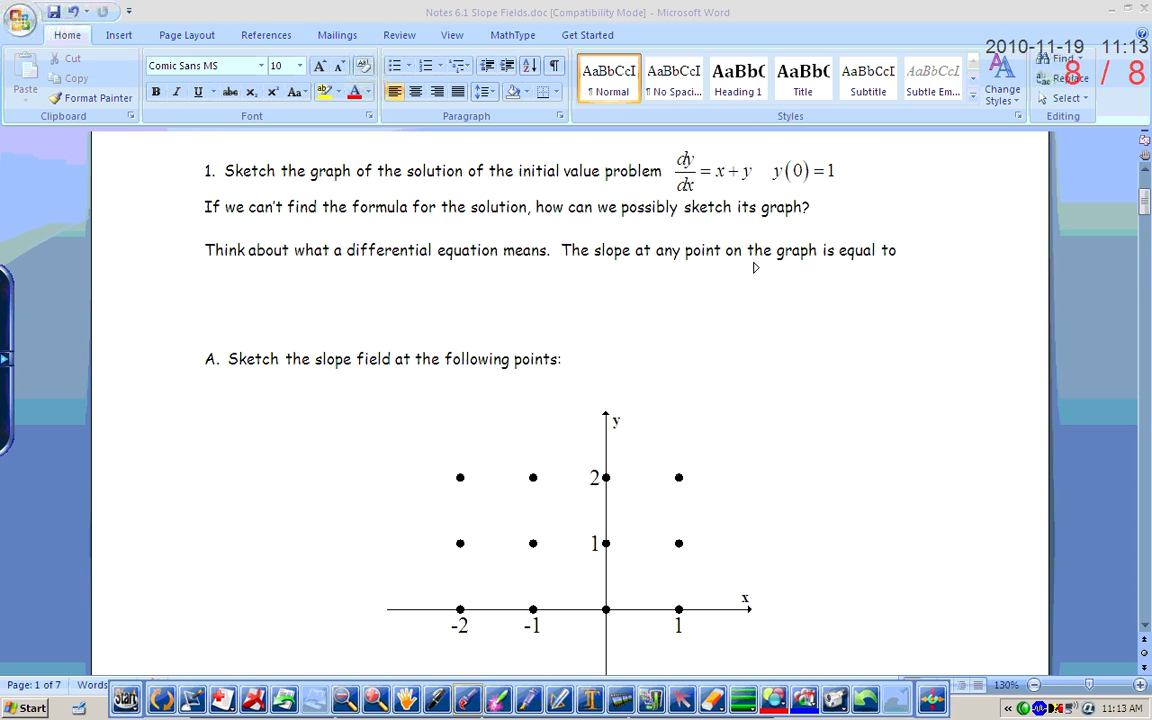 Notes 6.1 Slope Fields.doc [Compatibility Mode] - Microsoft Word
Home Insert Page Layout References Mailings Review View MathType Get Started
2010-11-19 11:13
8 / 8
Paste
Cut
Copy
Format Painter
Clipboard
Comic Sans MS 10
Font
Paragraph
AaBbCcI AaBbCcI AaBbC AaBbC AaBbCcI AaBbCcI
¶ Normal ¶ No Spaci... Heading 1 Title Subtitle Subtle Em...
Styles
Change Styles
Find
Replace
Select
Editing
1. Sketch the graph of the solution of the initial value problem dy/dx = x + y y(0) = 1
If we can't find the formula for the solution, how can we possibly sketch its graph?
Think about what a differential equation means. The slope at any point on the graph is equal to
A. Sketch the slope field at the following points:
y
2
1
x
-2 -1 1
Page: 1 of 7 Words
Start
130%
Start
11:13 AM